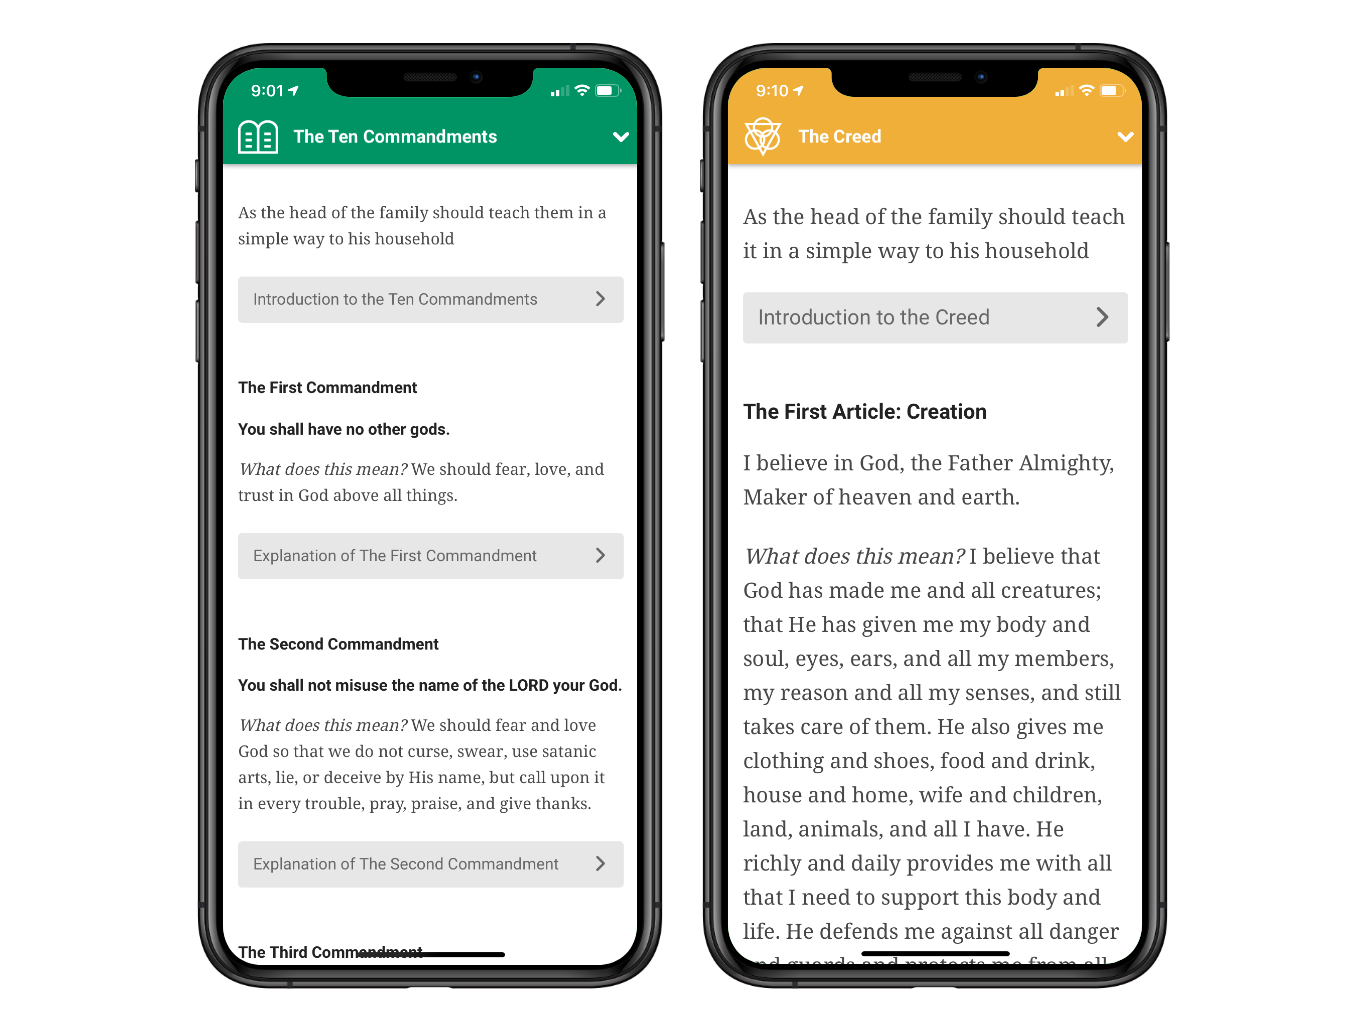 9:01
The Ten Commandments
As the head of the family should teach them in a
simple way to his household
Introduction to the Ten Commandments
The First Commandment
You shall have no other gods.
What does this mean? We should fear, love, and
trust in God above all things.
Explanation of The First Commandment
The Second Commandment
You shall not misuse the name of the LORD your God.
What does this mean? We should fear and love
God so that we do not curse, swear, use satanic
arts, lie, or deceive by His name, but call upon it
in every trouble, pray, praise, and give thanks.
Explanation of The Second Commandment
The Third Commandment
9:10
The Creed
As the head of the family should teach
it in a simple way to his household
Introduction to the Creed
The First Article: Creation
I believe in God, the Father Almighty,
Maker of heaven and earth.
What does this mean? I believe that
God has made me and all creatures;
that He has given me my body and
soul, eyes, ears, and all my members,
my reason and all my senses, and still
takes care of them. He also gives me
clothing and shoes, food and drink,
house and home, wife and children,
land, animals, and all I have. He
richly and daily provides me with all
that I need to support this body and
life. He defends me against all danger
and guards and protects me from all